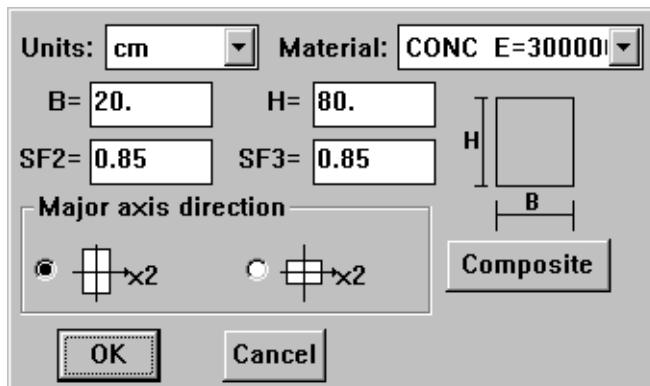 Units: cm Material: CONC E=30000
B= 20. H= 80.
H
SF2= 0.85 SF3= 0.85
B
Major axis direction
x2 x2
Composite
OK Cancel